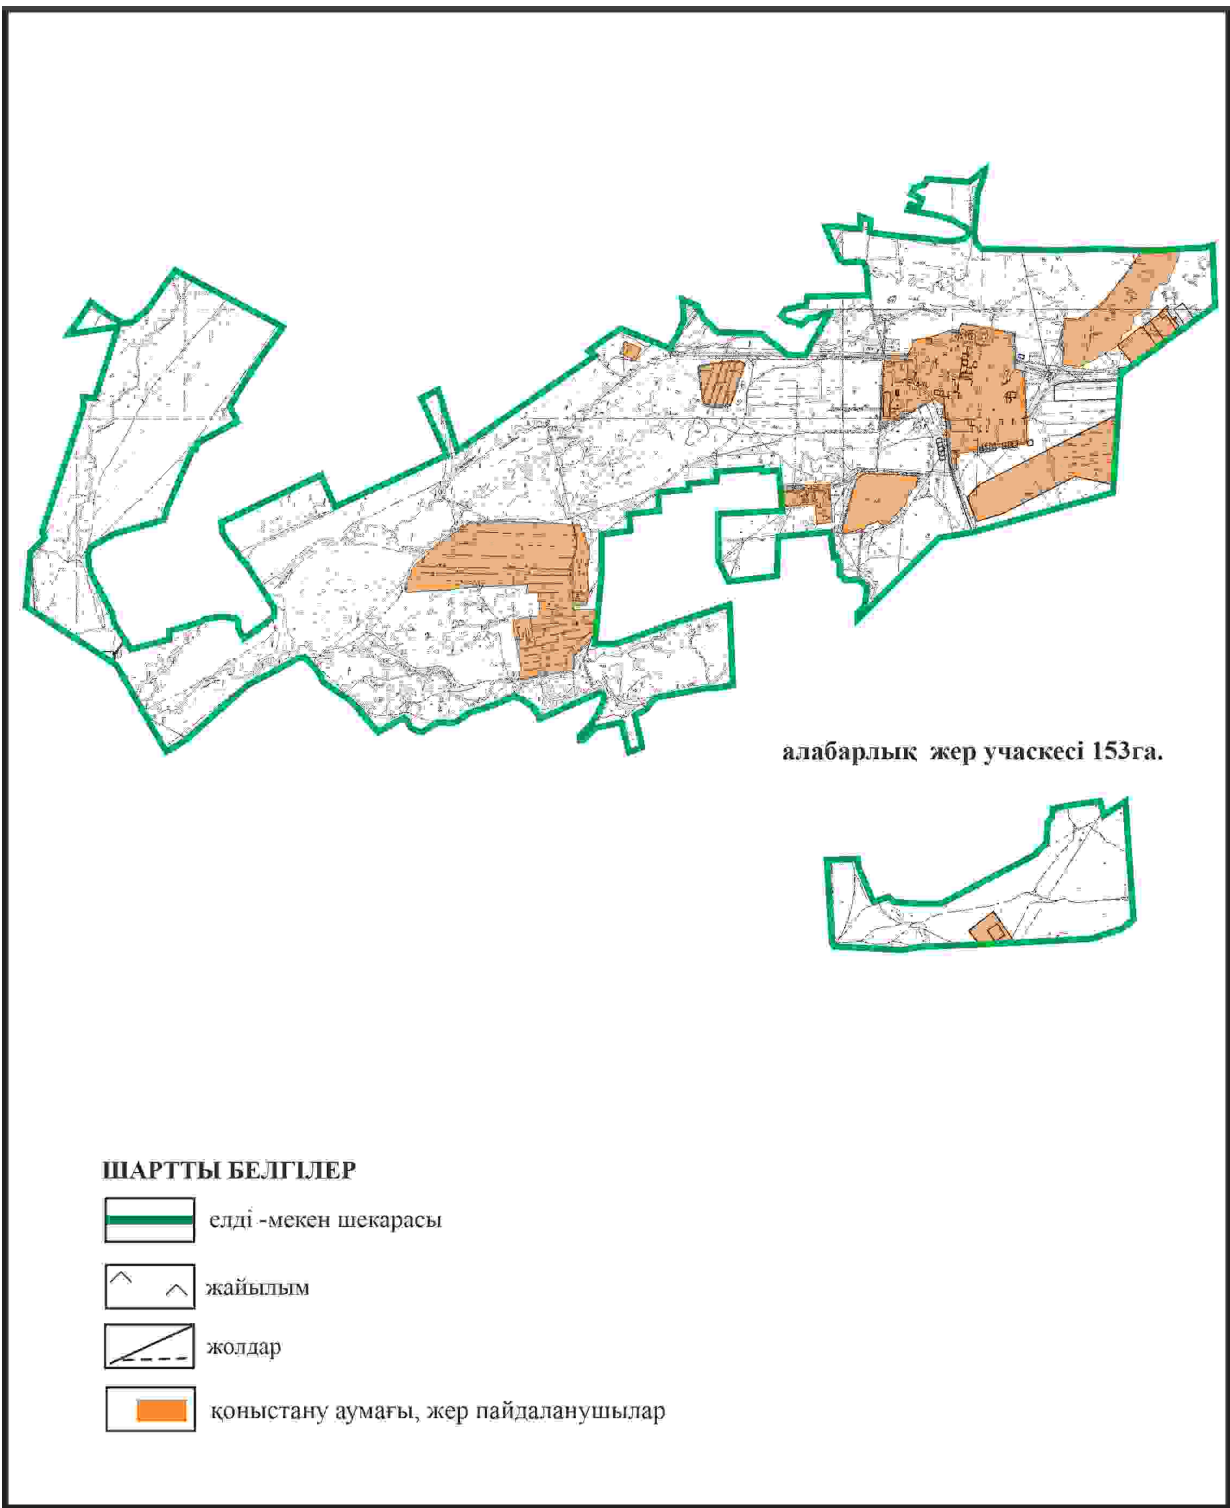 алабарлық жер учаскесі 153га.
ШАРТТЫ БЕЛГІЛЕР
елді -мекен шекарасы
жайылым
жолдар
қоныстану аумағы, жер пайдаланушылар